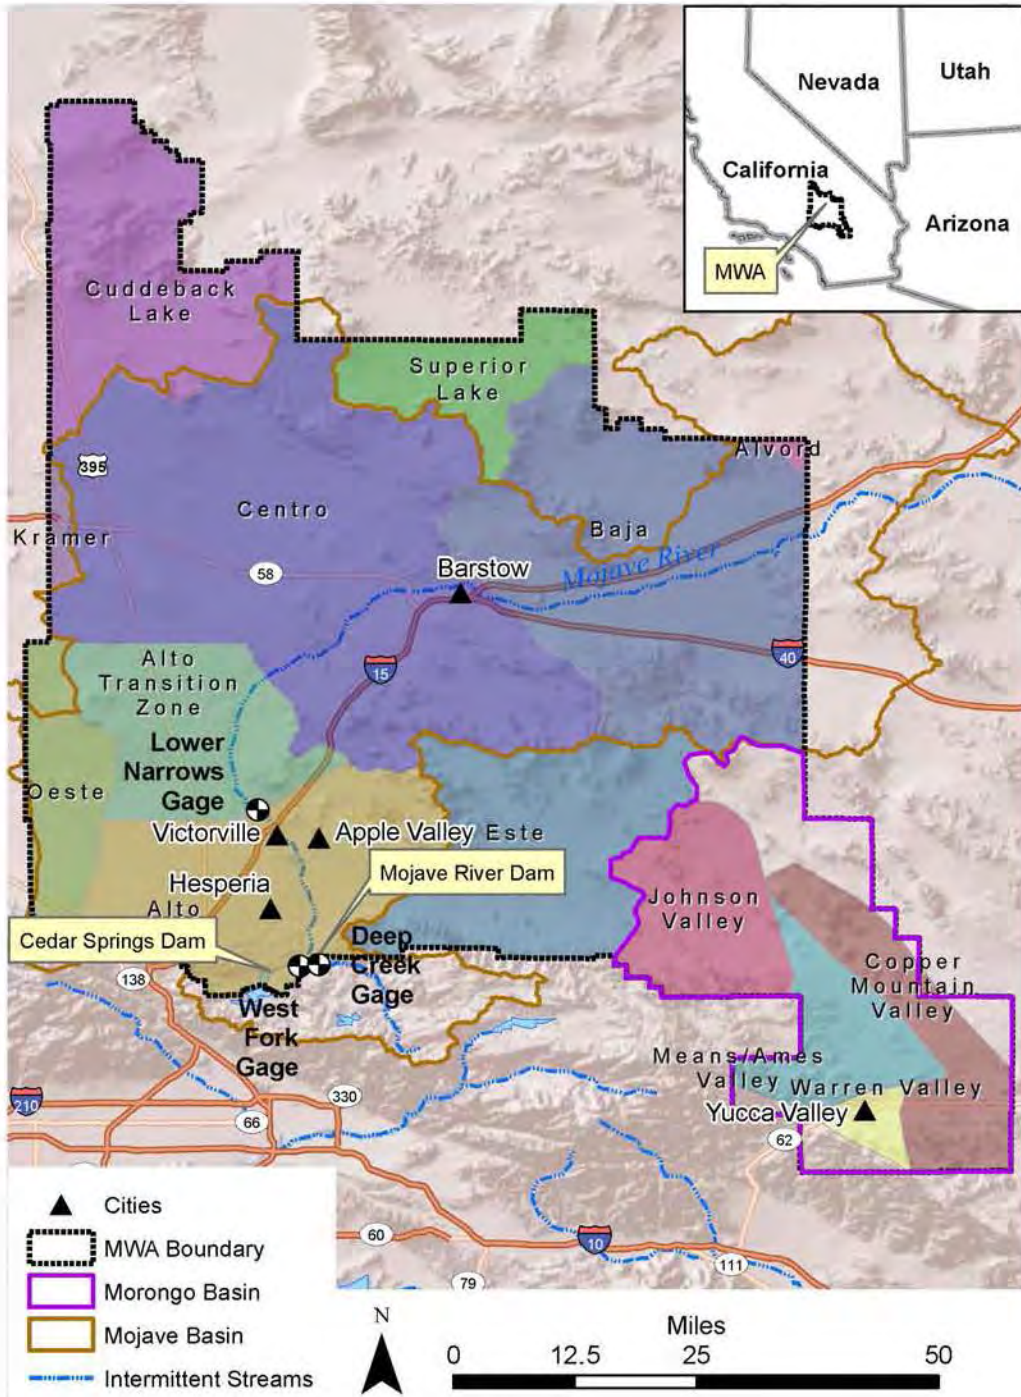 Nevada
Utah
California
Arizona
MWA
Cuddeback
Lake
Superior
Lake
Alvord
395
Centro
Baja
Kramer
58
Mojave River
Barstow
15
40
Alto
Transition
Zone
Lower
Narrows
Gage
Oeste
Victorville
Apple Valley
Este
Mojave River Dam
Hesperia
Alto
Johnson
Valley
Cedar Springs Dam
Deep
Creek
Gage
138
West
Fork
Gage
Copper
Mountain
Valley
Means/Ames
Valley
Warren Valley
Yucca Valley
210
330
66
62
60
10
111
79
Cities
MWA Boundary
Morongo Basin
Mojave Basin
Intermittent Streams
N
Miles
0 12.5 25 50